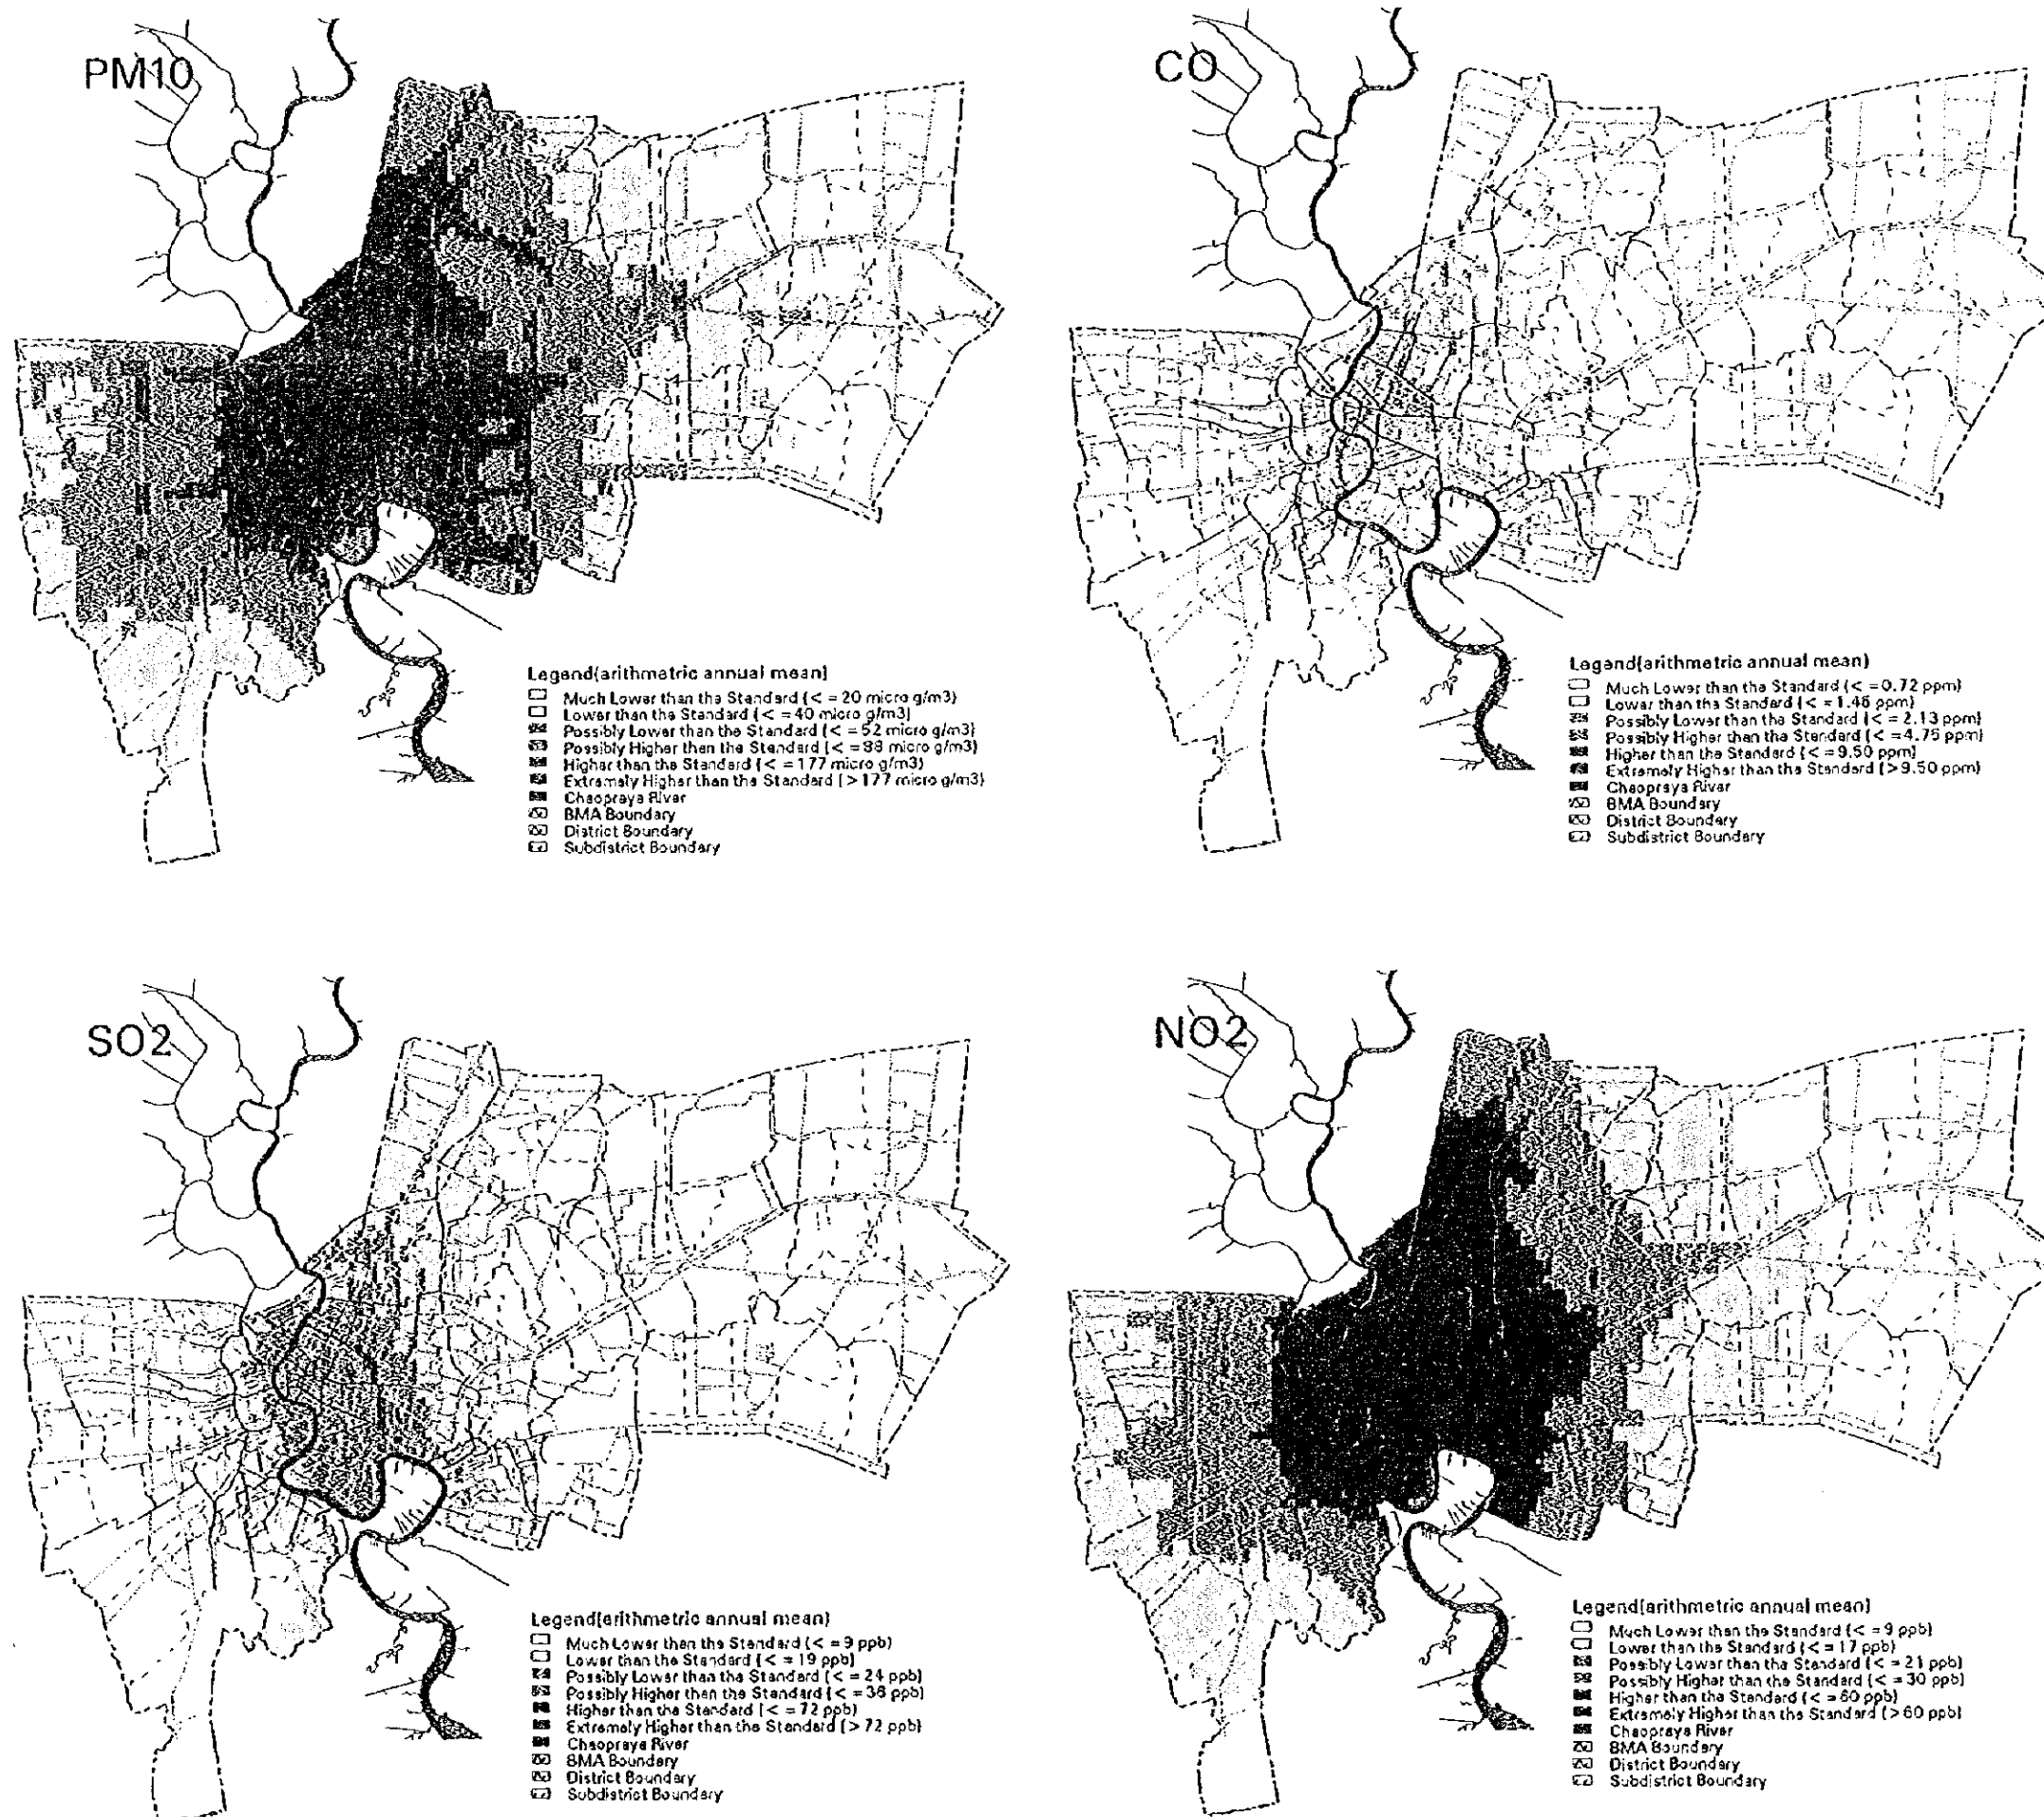 PM10
Legend(arithmetric annual mean)
Much Lower than the Standard (< = 20 micro g/m3)
Lower than the Standard (< = 40 micro g/m3)
Possibly Lower than the Standard (< = 52 micro g/m3)
Possibly Higher than the Standard (< = 88 micro g/m3)
Higher than the Standard (< = 177 micro g/m3)
Extremely Higher than the Standard (> 177 micro g/m3)
Chaopraya River
BMA Boundary
District Boundary
Subdistrict Boundary
CO
Legend(arithmetric annual mean)
Much Lower than the Standard (< =0.72 ppm)
Lower than the Standard (< =1.46 ppm)
Possibly Lower than the Standard (< =2.13 ppm)
Possibly Higher than the Standard (< =4.75 ppm)
Higher than the Standard (< =9.50 ppm)
Extremely Higher than the Standard (>9.50 ppm)
Chaopraya River
BMA Boundary
District Boundary
Subdistrict Boundary
SO2
Legend(arithmetric annual mean)
Much Lower than the Standard (< = 9 ppb)
Lower than the Standard (< = 19 ppb)
Possibly Lower than the Standard (< = 24 ppb)
Possibly Higher than the Standard (< = 36 ppb)
Higher than the Standard (< = 72 ppb)
Extremely Higher than the Standard (> 72 ppb)
Chaopraya River
BMA Boundary
District Boundary
Subdistrict Boundary
NO2
Legend(arithmetric annual mean)
Much Lower than the Standard (< = 9 ppb)
Lower than the Standard (< = 17 ppb)
Possibly Lower than the Standard (< = 21 ppb)
Possibly Higher than the Standard (< = 30 ppb)
Higher than the Standard (< = 60 ppb)
Extremely Higher than the Standard (> 60 ppb)
Chaopraya River
BMA Boundary
District Boundary
Subdistrict Boundary